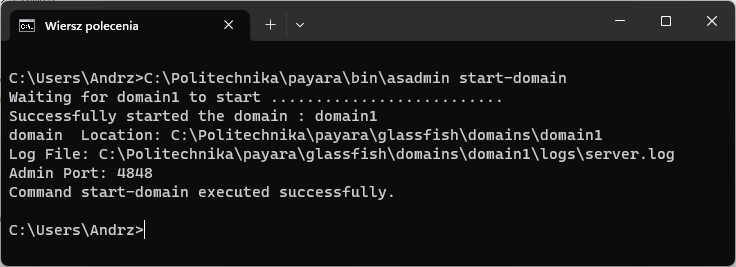 Wiersz polecenia
C:\Users\Andrz>C:\Politechnika\payara\bin\asadmin start-domain
Waiting for domain1 to start ..........................
Successfully started the domain : domain1
domain  Location: C:\Politechnika\payara\glassfish\domains\domain1
Log File: C:\Politechnika\payara\glassfish\domains\domain1\logs\server.log
Admin Port: 4848
Command start-domain executed successfully.
C:\Users\Andrz>